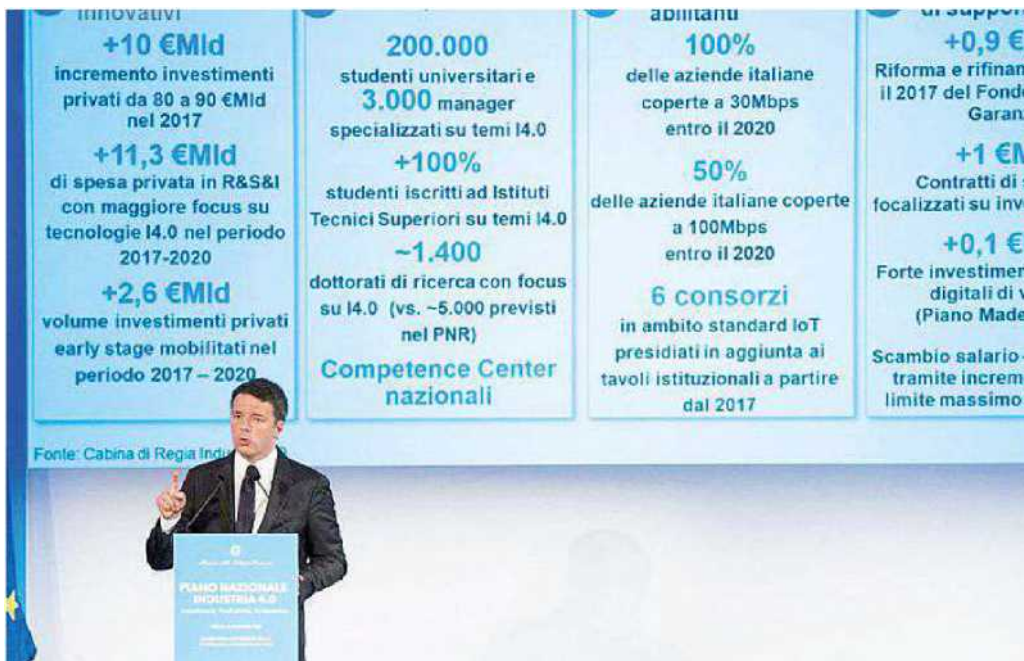 innovativi
+10 €Mld
incremento investimenti
privati da 80 a 90 €Mld
nel 2017
+11,3 €Mld
di spesa privata in R&S&I
con maggiore focus su
tecnologie I4.0 nel periodo
2017-2020
+2,6 €Mld
volume investimenti privati
early stage mobilitati nel
periodo 2017 – 2020
200.000
studenti universitari e
3.000 manager
specializzati su temi I4.0
+100%
studenti iscritti ad Istituti
Tecnici Superiori su temi I4.0
~1.400
dottorati di ricerca con focus
su I4.0 (vs. ~5.000 previsti
nel PNR)
Competence Center
nazionali
abilitanti
100%
delle aziende italiane
coperte a 30Mbps
entro il 2020
50%
delle aziende italiane coperte
a 100Mbps
entro il 2020
6 consorzi
in ambito standard IoT
presidiati in aggiunta ai
tavoli istituzionali a partire
dal 2017
di
+0,9 €
Riforma e
il 2017 del
+1
Contratti di
focalizzati su
+0,1 €
Forte
digitali di
(Piano Made
Scambio salario
tramite
limite massimo
Fonte: Cabina di Regia
PIANO NAZIONALE
INDUSTRIA 4.0